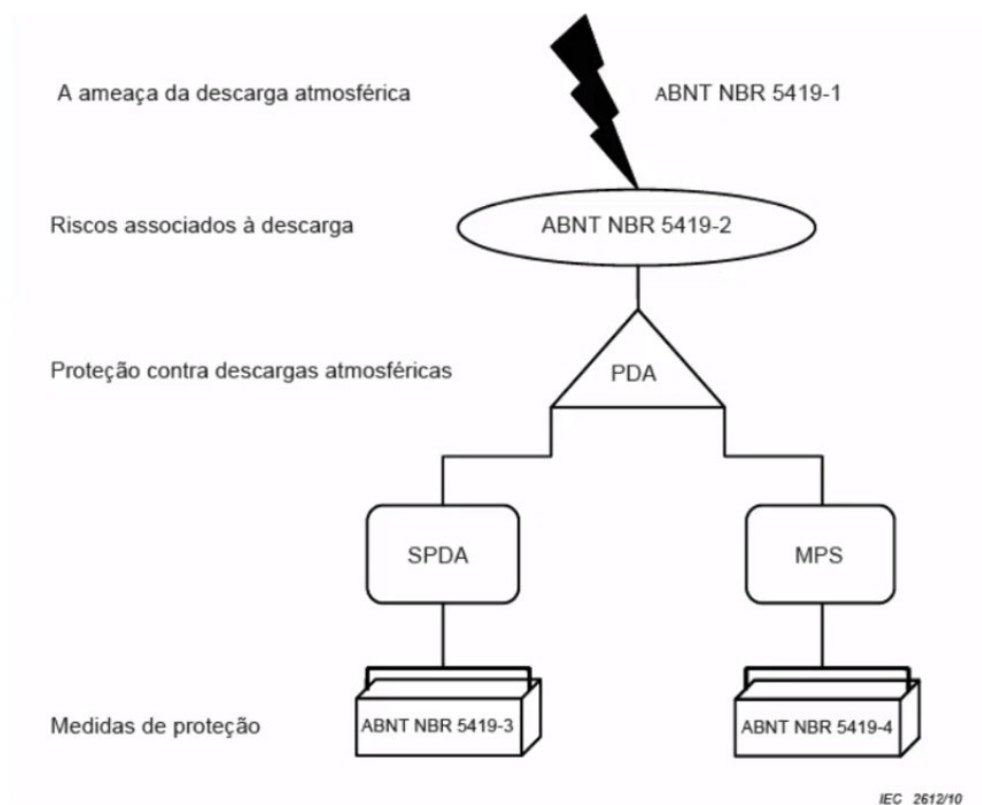 A ameaça da descarga atmosférica
ABNT NBR 5419-1
Riscos associados à descarga
ABNT NBR 5419-2
Proteção contra descargas atmosféricas
PDA
SPDA
MPS
Medidas de proteção
ABNT NBR 5419-3
ABNT NBR 5419-4
IEC 2612/10